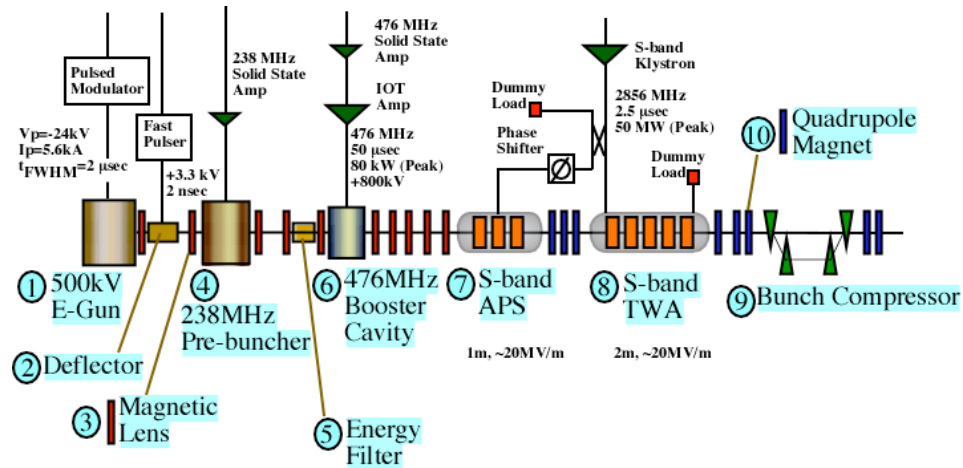 Pulsed
Modulator
Vp=-24kV
Ip=5.6kA
tFWHM=2 μsec
Fast
Pulser
+3.3 kV
2 nsec
238 MHz
Solid State
Amp
476 MHz
Solid State
Amp
IOT
Amp
476 MHz
50 μsec
80 kW (Peak)
+800kV
Dummy
Load
Phase
Shifter
Ø
S-band
Klystron
2856 MHz
2.5 μsec
50 MW (Peak)
Dummy
Load
10 Quadrupole
Magnet
1 500kV
E-Gun
2 Deflector
3 Magnetic
Lens
4
238MHz
Pre-buncher
5 Energy
Filter
6 476MHz
Booster
Cavity
7 S-band
APS
1m, ~20MV/m
8 S-band
TWA
2m, ~20MV/m
9 Bunch Compressor